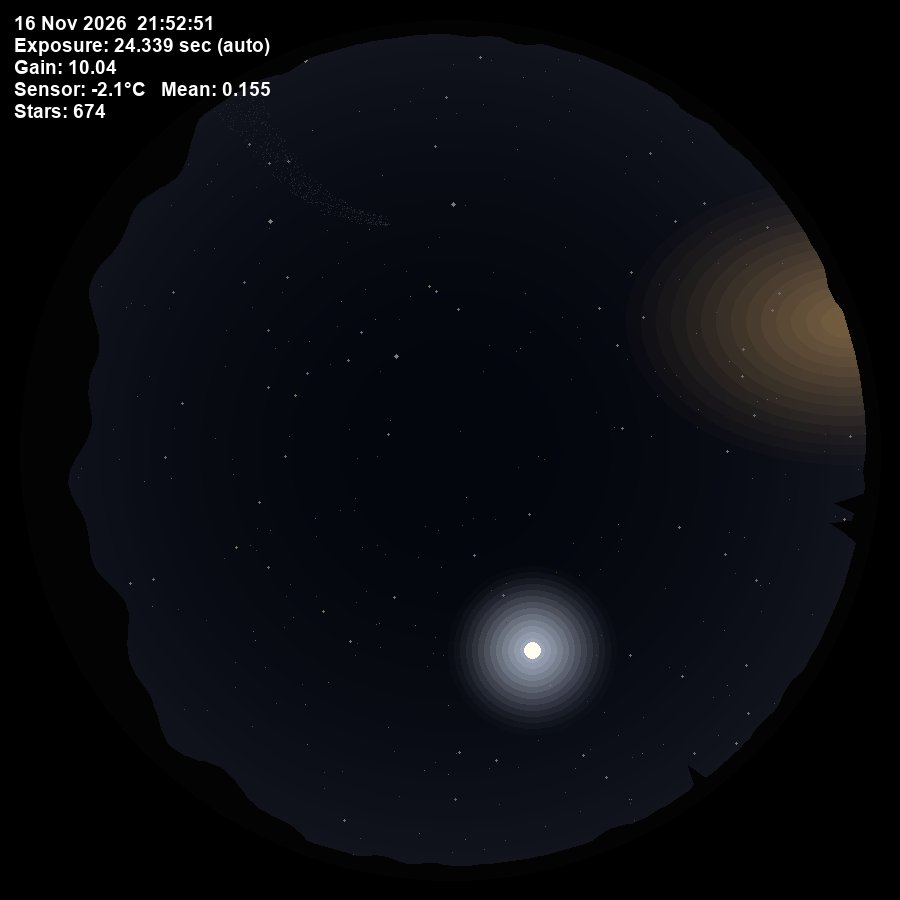 16 Nov 2026  21:52:51
Exposure: 24.339 sec (auto)
Gain: 10.04
Sensor: -2.1°C   Mean: 0.155
Stars: 674